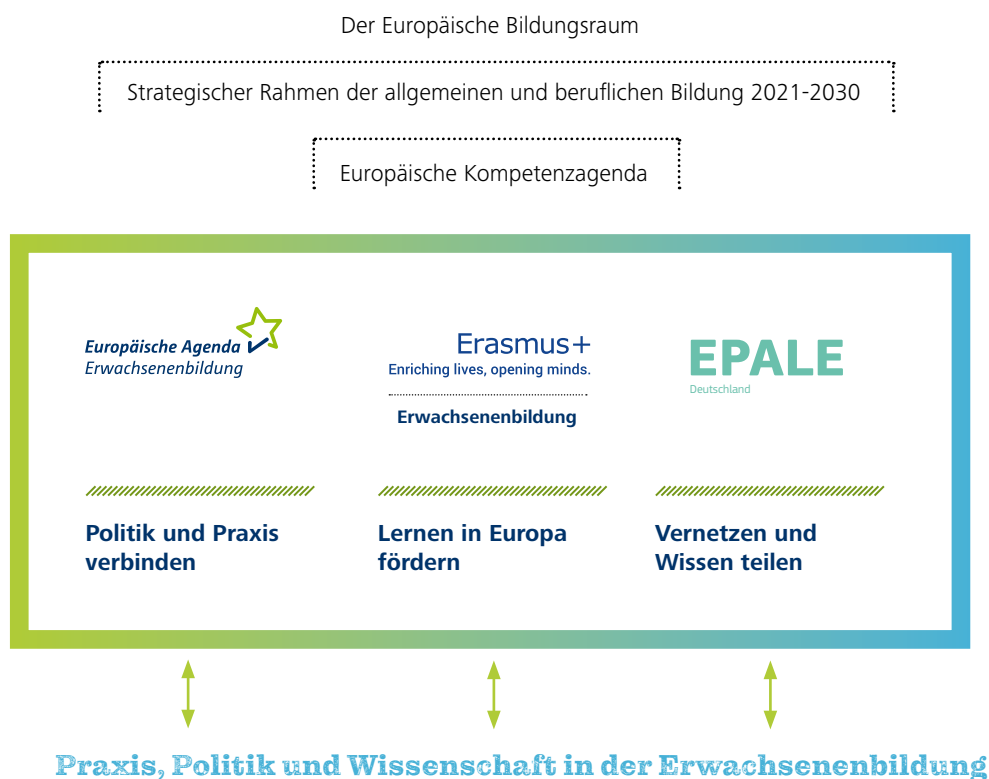 Der Europäische Bildungsraum
Strategischer Rahmen der allgemeinen und beruflichen Bildung 2021-2030
Europäische Kompetenzagenda
Europäische Agenda
Erwachsenenbildung
Erasmus+
Enriching lives, opening minds.
Erwachsenenbildung
EPALE
Deutschland
Politik und Praxis
verbinden
Lernen in Europa
fördern
Vernetzen und
Wissen teilen
Praxis, Politik und Wissenschaft in der Erwachsenenbildung